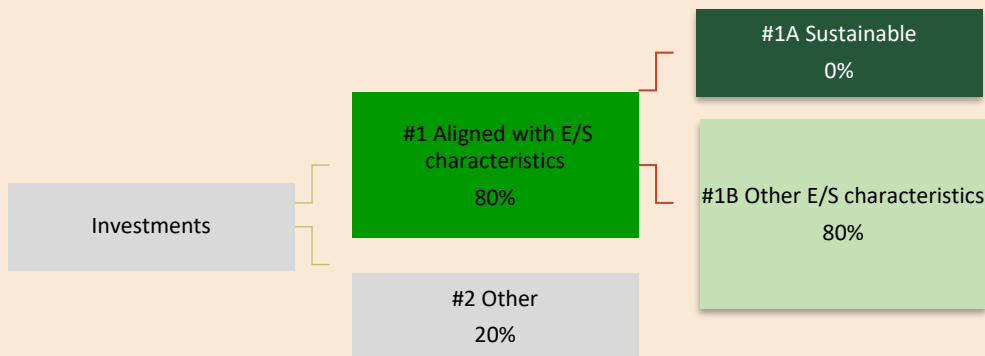 #1A Sustainable
0%
#1 Aligned with E/S
characteristics
80%
#1B Other E/S characteristics
80%
Investments
#2 Other
20%